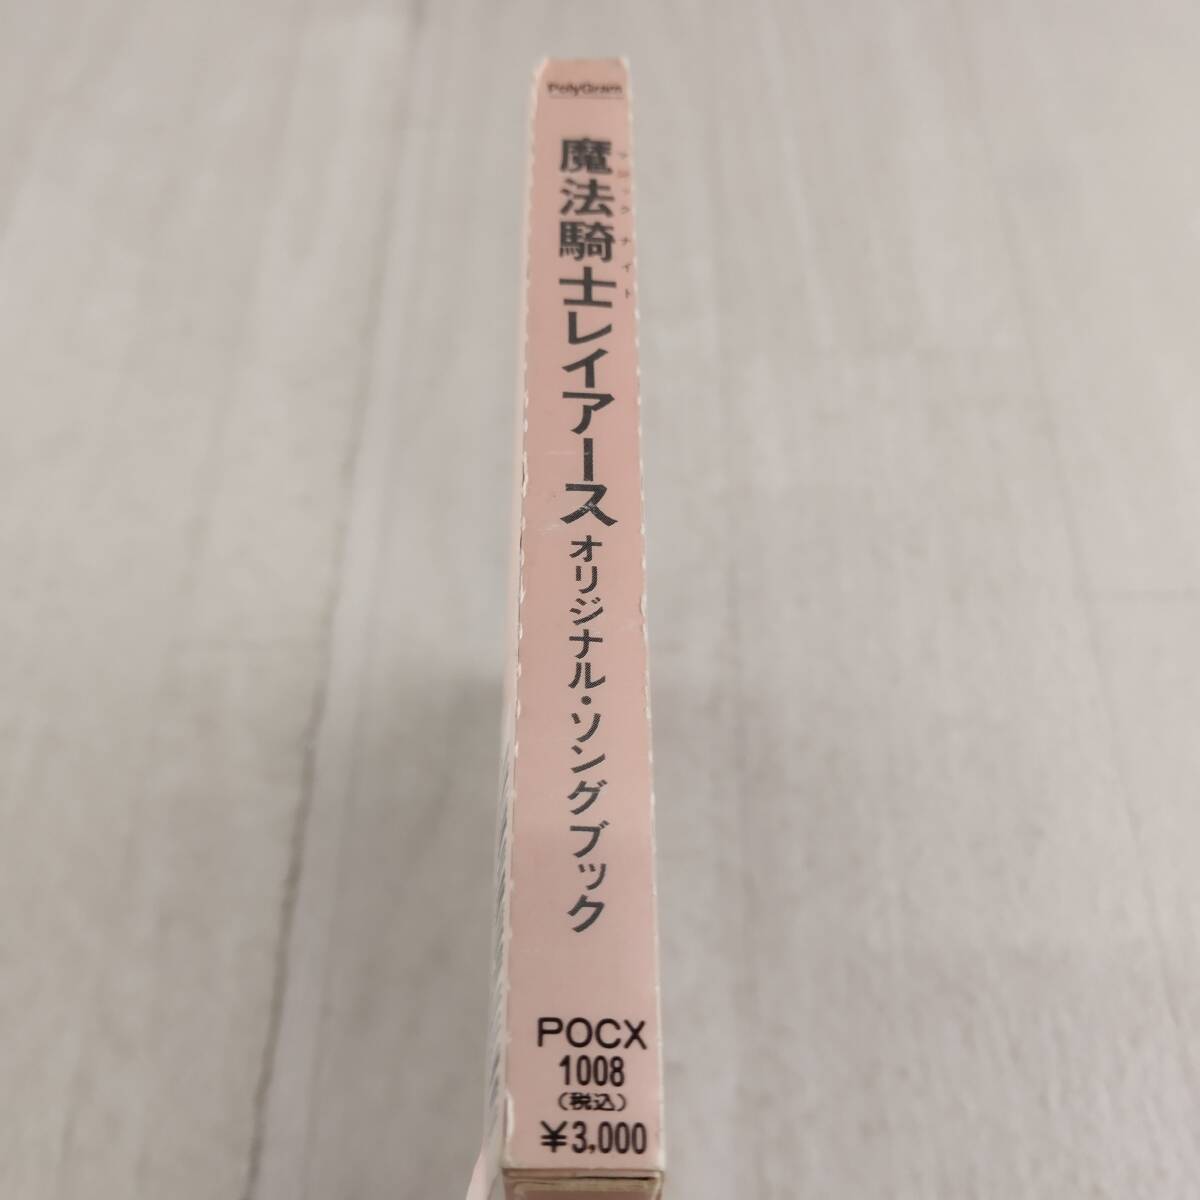 PolyGram
魔法騎士レイアース オリジナル・ソングブック
マジック ナイト
POCX
1008
(税込)
¥3,000